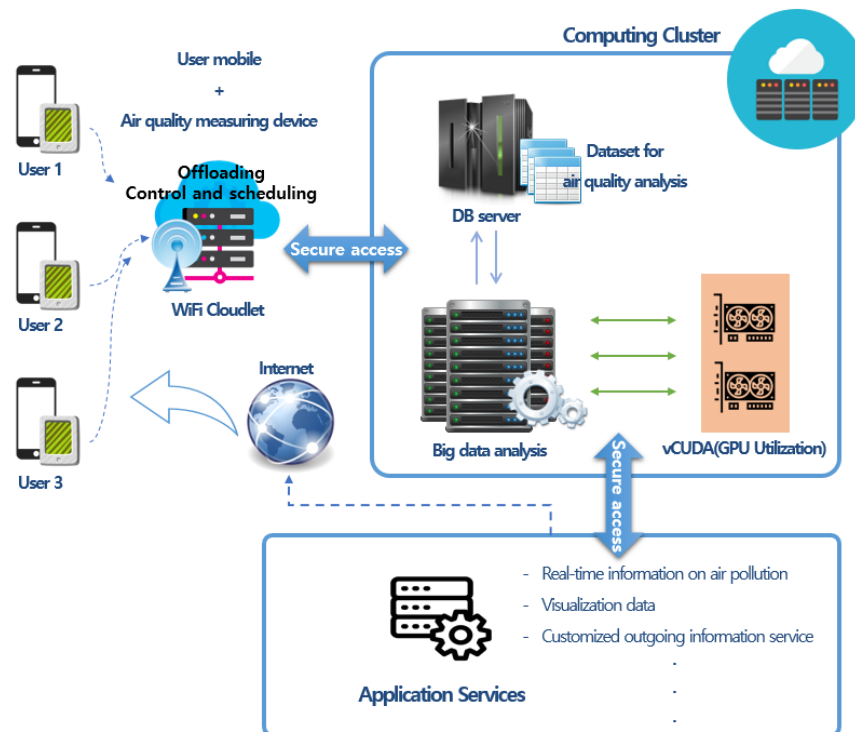 Computing Cluster
User mobile
+
Air quality measuring device
User 1
Offloading
Control and scheduling
WiFi Cloudlet
Secure access
Dataset for
air quality analysis
DB server
User 2
Internet
User 3
Big data analysis
vCUDA(GPU Utilization)
Secure access
- Real-time information on air pollution
- Visualization data
- Customized outgoing information service
.
.
.
Application Services